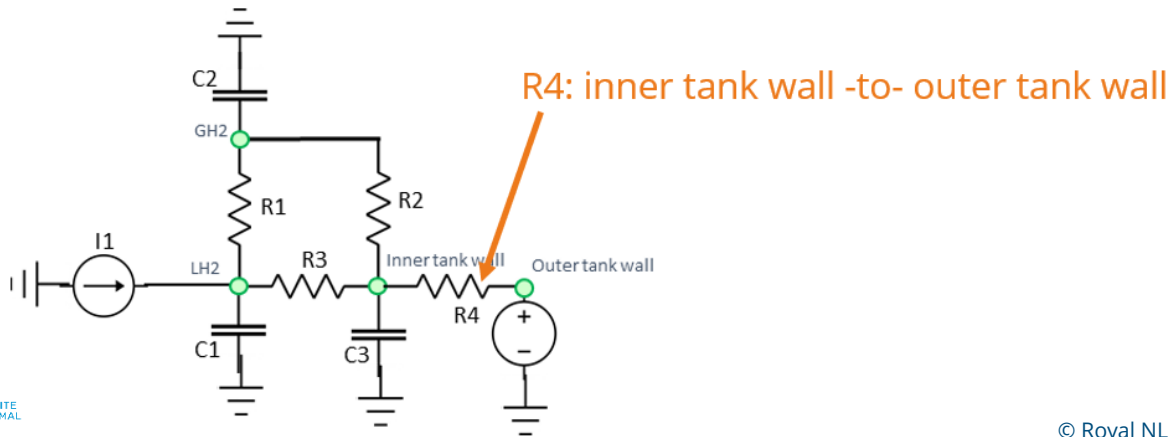 C2
R4: inner tank wall -to- outer tank wall
GH2
R1
R2
I1
LH2
R3
Inner tank wall
Outer tank wall
R4
+
−
C1
C3
© Royal NL